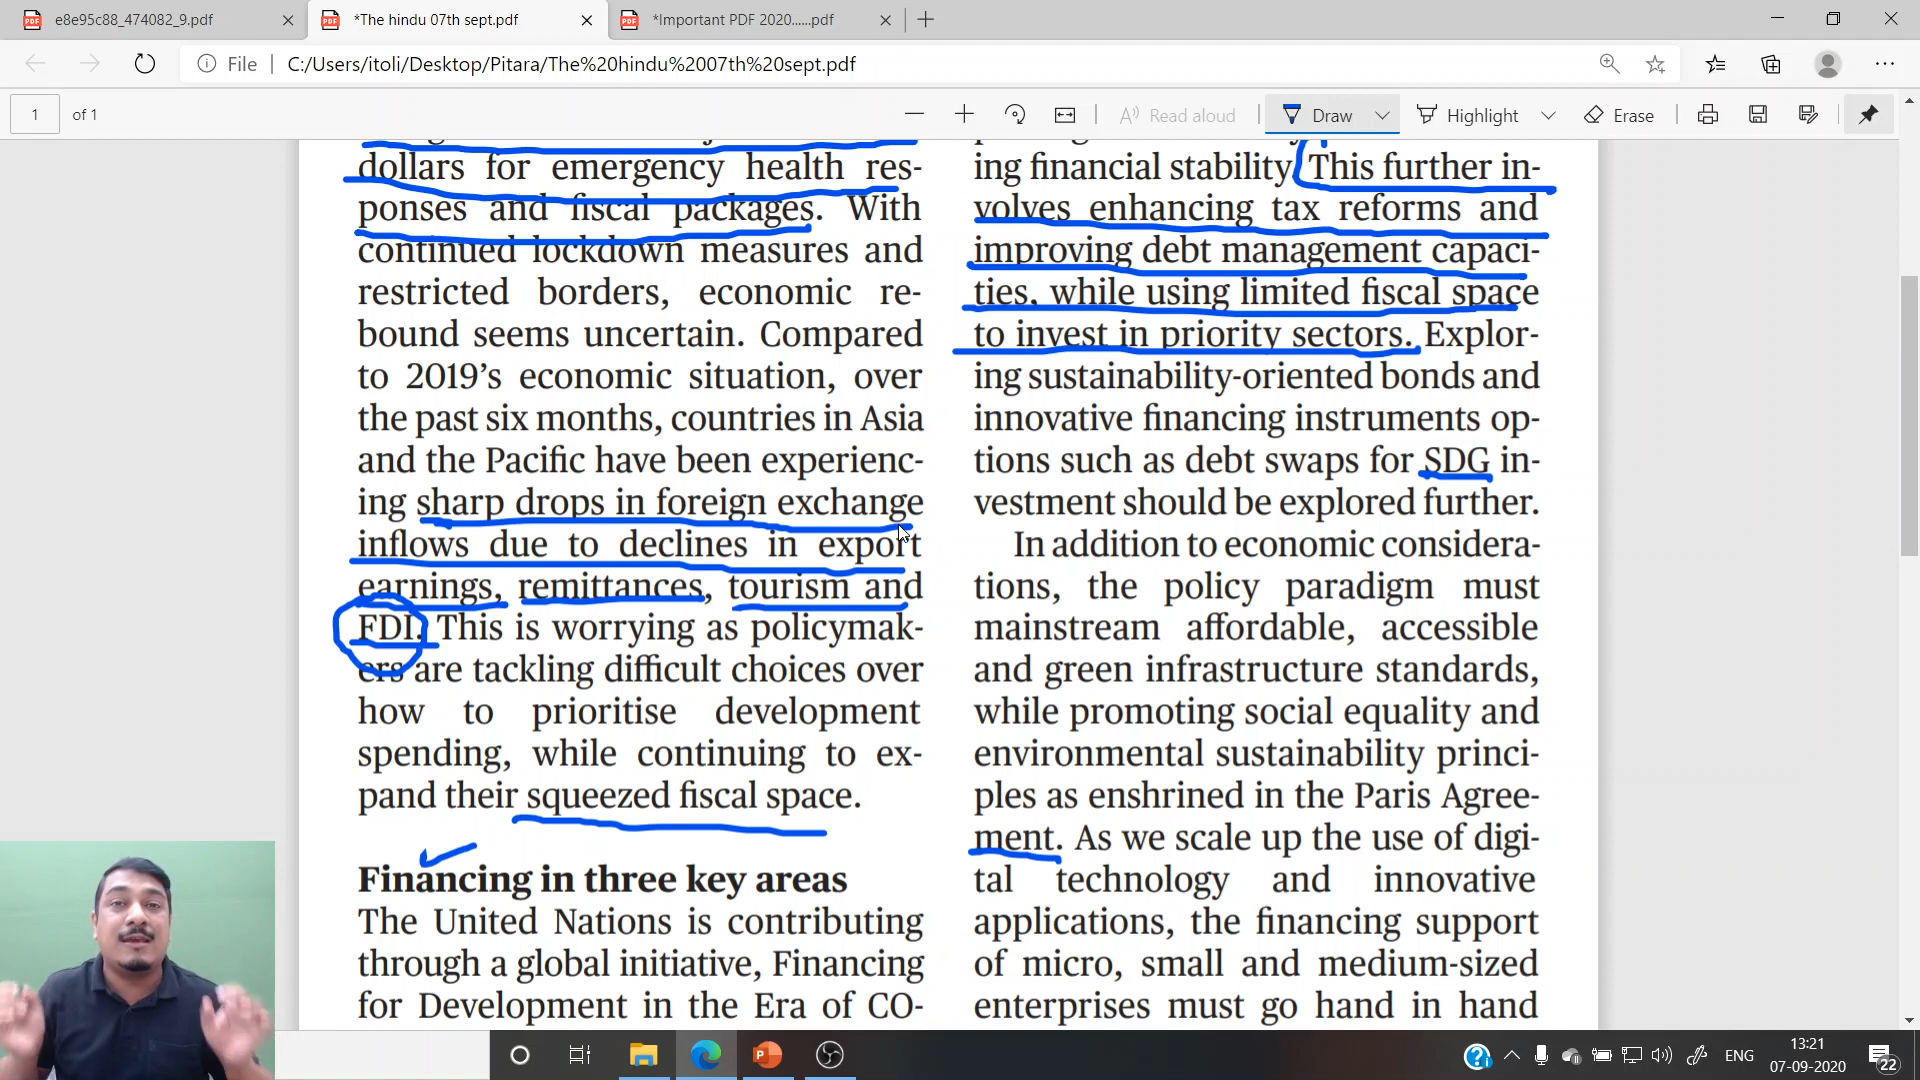 e8e95c88_474082_9.pdf
*The hindu 07th sept.pdf
*Important PDF 2020......pdf
File
C:/Users/itoli/Desktop/Pitara/The%20hindu%2007th%20sept.pdf
1 of 1
Read aloud
Draw
Highlight
Erase
dollars for emergency health res-
ponses and fiscal packages. With
continued lockdown measures and
restricted borders, economic re-
bound seems uncertain. Compared
to 2019’s economic situation, over
the past six months, countries in Asia
and the Pacific have been experienc-
ing sharp drops in foreign exchange
inflows due to declines in export
earnings, remittances, tourism and
FDI. This is worrying as policymak-
ers are tackling difficult choices over
how to prioritise development
spending, while continuing to ex-
pand their squeezed fiscal space.
Financing in three key areas
The United Nations is contributing
through a global initiative, Financing
for Development in the Era of CO-
ing financial stability. This further in-
volves enhancing tax reforms and
improving debt management capaci-
ties, while using limited fiscal space
to invest in priority sectors. Explor-
ing sustainability-oriented bonds and
innovative financing instruments op-
tions such as debt swaps for SDG in-
vestment should be explored further.
In addition to economic considera-
tions, the policy paradigm must
mainstream affordable, accessible
and green infrastructure standards,
while promoting social equality and
environmental sustainability princi-
ples as enshrined in the Paris Agree-
ment. As we scale up the use of digi-
tal technology and innovative
applications, the financing support
of micro, small and medium-sized
enterprises must go hand in hand
ENG
13:21
07-09-2020
22